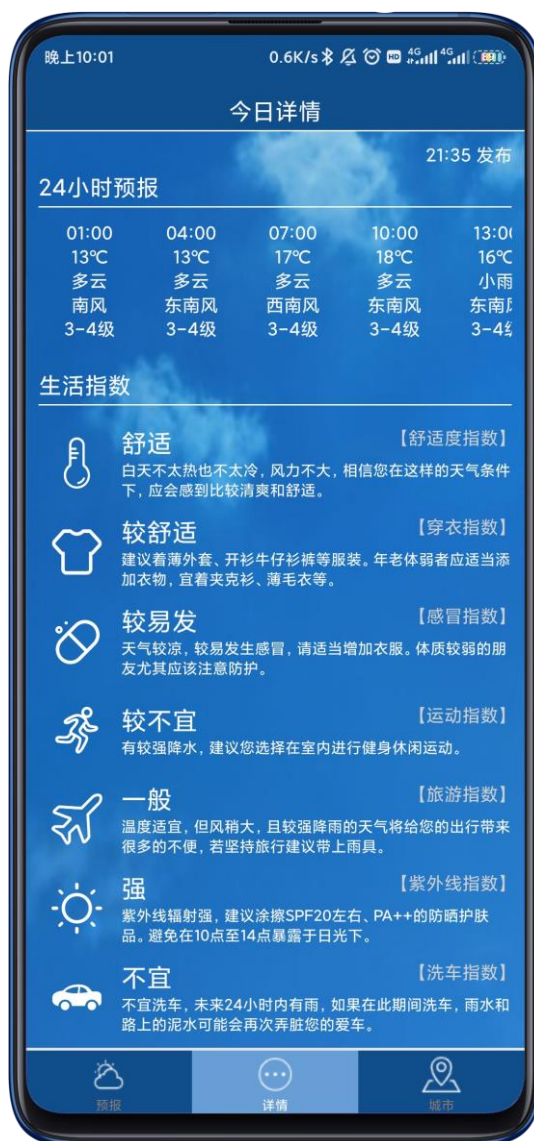 晚上10:01 0.6K/s HD 4G 4G
今日详情
21:35 发布
24小时预报
01:00 04:00 07:00 10:00 13:00
13℃ 13℃ 17℃ 18℃ 16℃
多云 多云 多云 多云 小雨
南风 东南风 西南风 东南风 东南风
3-4级 3-4级 3-4级 3-4级 3-4级
生活指数
舒适 【舒适度指数】
白天不太热也不太冷，风力不大，相信您在这样的天气条件
下，应会感到比较清爽和舒适。
较舒适 【穿衣指数】
建议着薄外套、开衫牛仔衫裤等服装。年老体弱者应适当添
加衣物，宜着夹克衫、薄毛衣等。
较易发 【感冒指数】
天气较凉，较易发生感冒，请适当增加衣服。体质较弱的朋
友尤其应该注意防护。
较不宜 【运动指数】
有较强降水，建议您选择在室内进行健身休闲运动。
一般 【旅游指数】
温度适宜，但风稍大，且较强降雨的天气将给您的出行带来
很多的不便，若坚持旅行建议带上雨具。
强 【紫外线指数】
紫外线辐射强，建议涂擦SPF20左右、PA++的防晒护肤
品。避免在10点至14点暴露于日光下。
不宜 【洗车指数】
不宜洗车，未来24小时内有雨，如果在此期间洗车，雨水和
路上的泥水可能会再次弄脏您的爱车。
预报 详情 城市